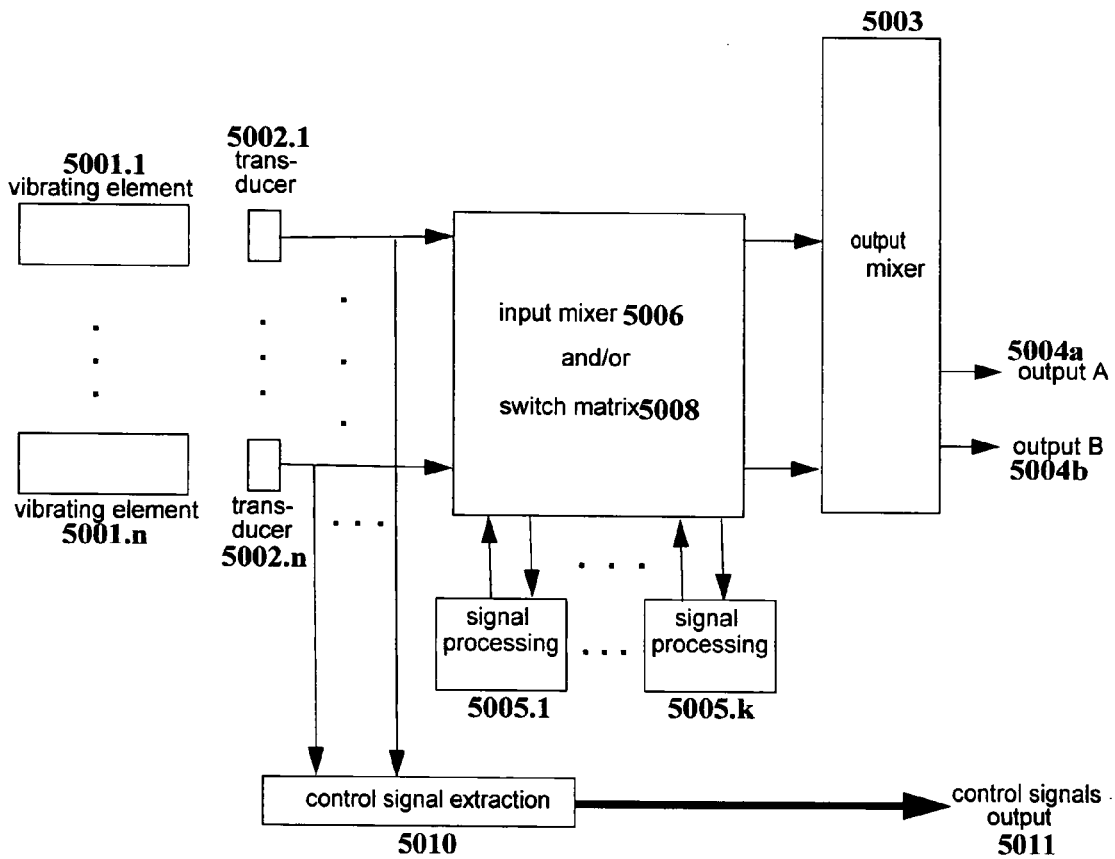 5003
5002.1
trans-
ducer
5001.1
vibrating element
output
mixer
input mixer 5006
and/or
switch matrix5008
5004a
output A
output B
5004b
vibrating element
5001.n
trans-
ducer
5002.n
signal
processing
5005.1
signal
processing
5005.k
control signal extraction
5010
control signals
output
5011